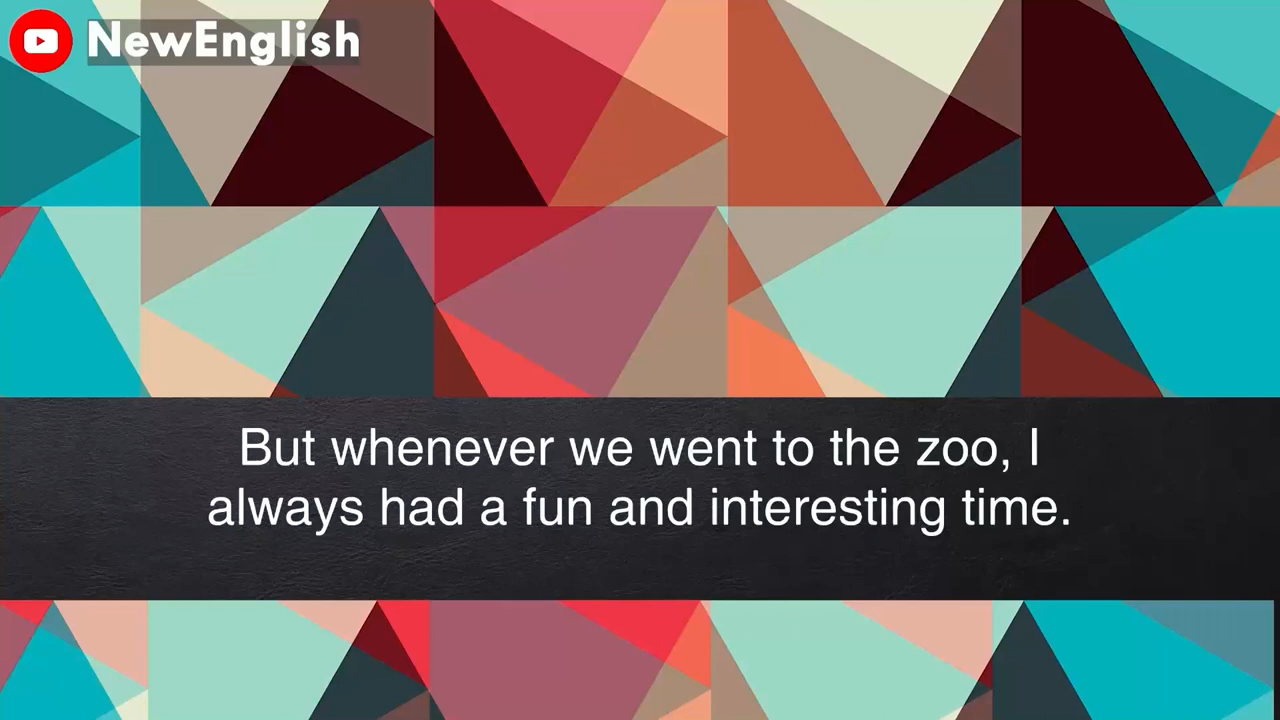 NewEnglish
But whenever we went to the zoo, I
always had a fun and interesting time.